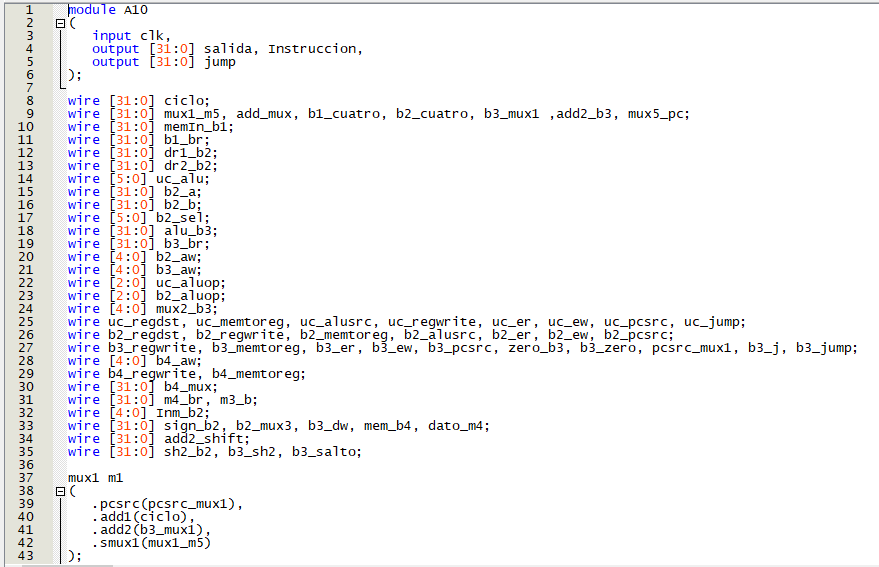 1 module A10
2 (
3 input clk,
4 output [31:0] salida, Instruccion,
5 output [31:0] jump
6 );
7
8 wire [31:0] ciclo;
9 wire [31:0] mux1_m5, add_mux, b1_cuatro, b2_cuatro, b3_mux1 ,add2_b3, mux5_pc;
10 wire [31:0] memIn_b1;
11 wire [31:0] b1_br;
12 wire [31:0] dr1_b2;
13 wire [31:0] dr2_b2;
14 wire [5:0] uc_alu;
15 wire [31:0] b2_a;
16 wire [31:0] b2_b;
17 wire [5:0] b2_sel;
18 wire [31:0] alu_b3;
19 wire [31:0] b3_br;
20 wire [4:0] b2_aw;
21 wire [4:0] b3_aw;
22 wire [2:0] uc_aluop;
23 wire [2:0] b2_aluop;
24 wire [4:0] mux2_b3;
25 wire uc_regdst, uc_memtoreg, uc_alusrc, uc_regwrite, uc_er, uc_ew, uc_pcsrc, uc_jump;
26 wire b2_regdst, b2_regwrite, b2_memtoreg, b2_alusrc, b2_er, b2_ew, b2_pcsrc;
27 wire b3_regwrite, b3_memtoreg, b3_er, b3_ew, b3_pcsrc, zero_b3, b3_zero, pcsrc_mux1, b3_j, b3_jump;
28 wire [4:0] b4_aw;
29 wire b4_regwrite, b4_memtoreg;
30 wire [31:0] b4_mux;
31 wire [31:0] m4_br, m3_b;
32 wire [4:0] Inm_b2;
33 wire [31:0] sign_b2, b2_mux3, b3_dw, mem_b4, dato_m4;
34 wire [31:0] add2_shift;
35 wire [31:0] sh2_b2, b3_sh2, b3_salto;
36
37 mux1 m1
38 (
39 .pcsrc(pcsrc_mux1),
40 .add1(ciclo),
41 .add2(b3_mux1),
42 .smux1(mux1_m5)
43 );